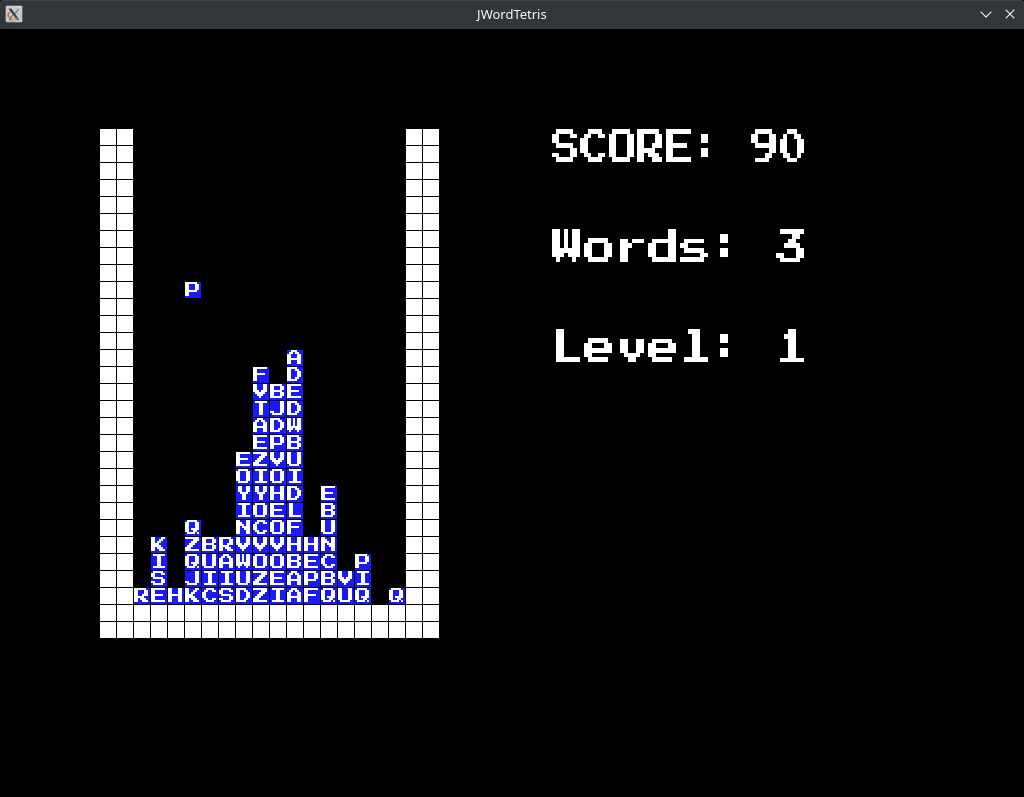 JWordTetris
SCORE: 90
Words: 3
Level: 1
P
A
F D
VBE
TJD
ADW
EPB
EZVU
OIOI
YYHD E
IOEL B
Q NCOF U
K ZBRVVVHHN
I QUAWOOBEC P
S JIIUZEAPBVI
REHKCSDZIAFQUQ Q